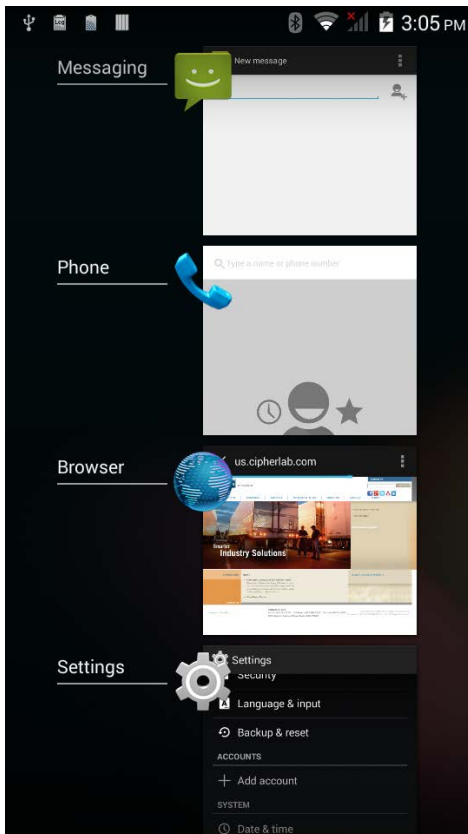 3:05 PM
Messaging
New message
Phone
Type a name or phone number
Browser
us.cipherlab.com
Industry Solutions
Settings
Settings
Security
Language & input
Backup & reset
ACCOUNTS
Add account
SYSTEM
Date & time